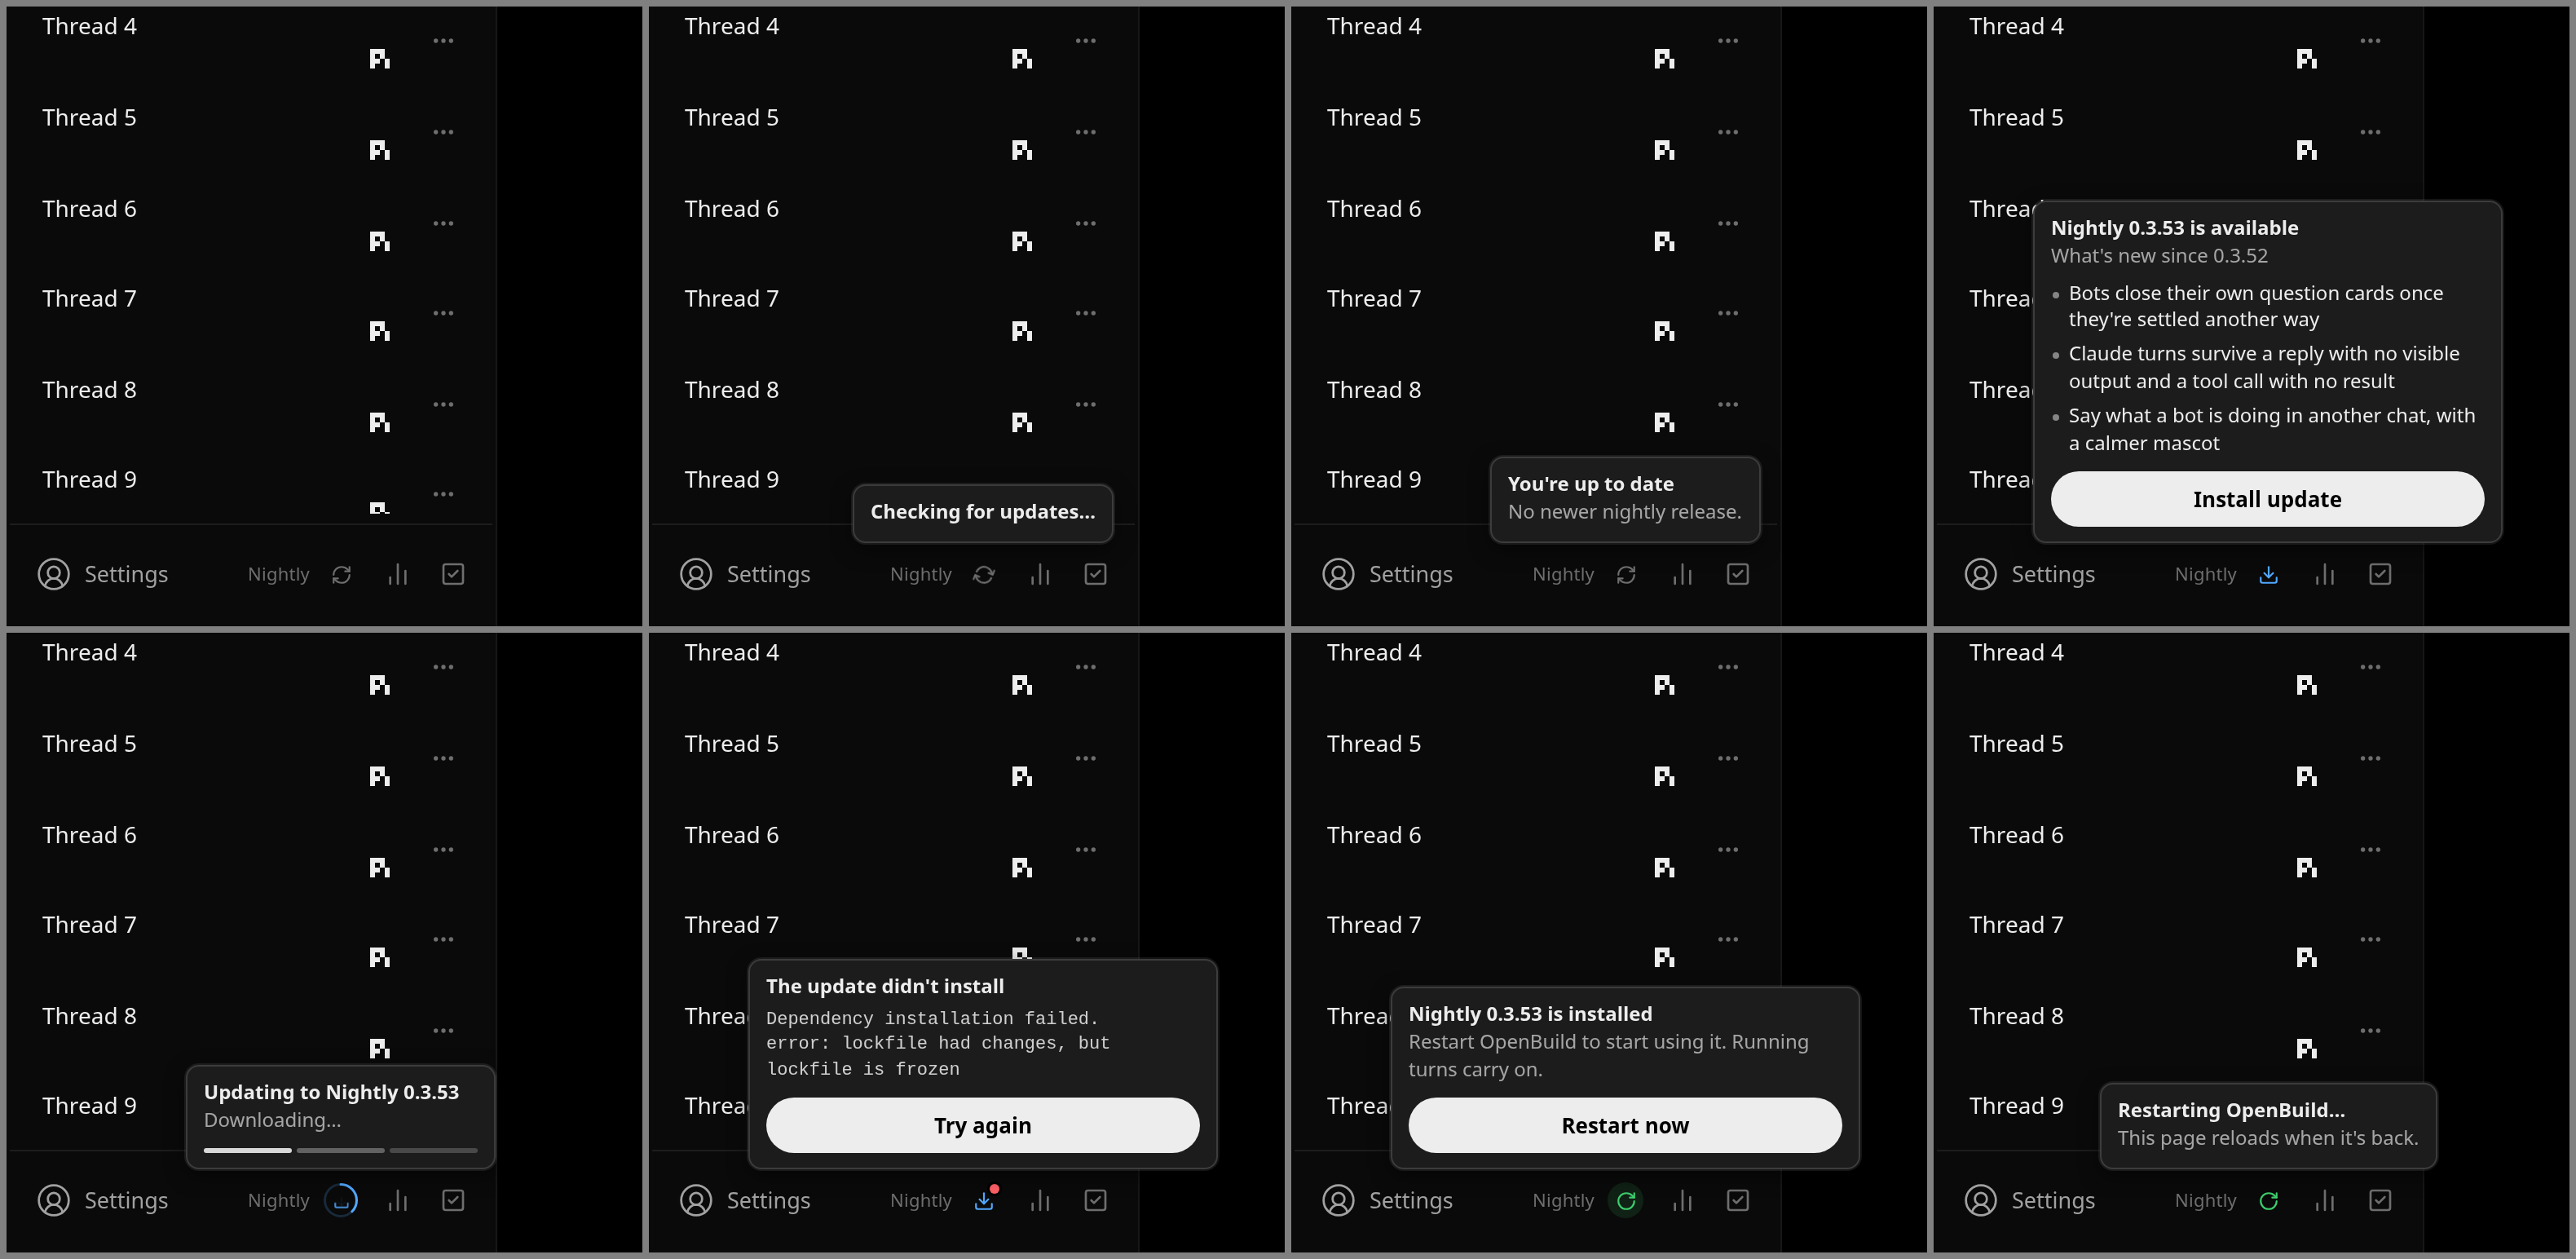 Thread 4
Thread 5
Thread 6
Thread 7
Thread 8
Thread 9
Settings
Nightly
Thread 4
Thread 5
Thread 6
Thread 7
Thread 8
Thread 9
Checking for updates...
Settings
Nightly
Thread 4
Thread 5
Thread 6
Thread 7
Thread 8
Thread 9
You're up to date
No newer nightly release.
Settings
Nightly
Thread 4
Thread 5
Threa
Threa
Threa
Threa
Nightly 0.3.53 is available
What's new since 0.3.52
Bots close their own question cards once
they're settled another way
Claude turns survive a reply with no visible
output and a tool call with no result
Say what a bot is doing in another chat, with
a calmer mascot
Install update
Settings
Nightly
Thread 4
Thread 5
Thread 6
Thread 7
Thread 8
Thread 9
Updating to Nightly 0.3.53
Downloading...
Settings
Nightly
Thread 4
Thread 5
Thread 6
Thread 7
Threa
Threa
The update didn't install
Dependency installation failed.
error: lockfile had changes, but
lockfile is frozen
Try again
Settings
Nightly
Thread 4
Thread 5
Thread 6
Thread 7
Threa
Threa
Nightly 0.3.53 is installed
Restart OpenBuild to start using it. Running
turns carry on.
Restart now
Settings
Nightly
Thread 4
Thread 5
Thread 6
Thread 7
Thread 8
Thread 9
Restarting OpenBuild...
This page reloads when it's back.
Settings
Nightly